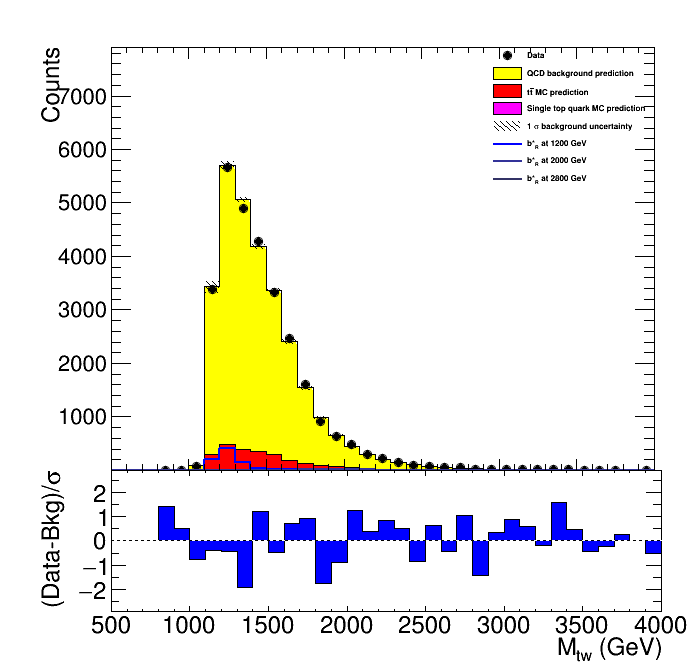 Counts
7000
6000
5000
4000
3000
2000
1000
Data
QCD background prediction
tt̄ MC prediction
Single top quark MC prediction
1 σ background uncertainty
b*R at 1200 GeV
b*R at 2000 GeV
b*R at 2800 GeV
(Data-Bkg)/σ
2
1
0
−1
−2
500 1000 1500 2000 2500 3000 3500 4000
Mtw (GeV)